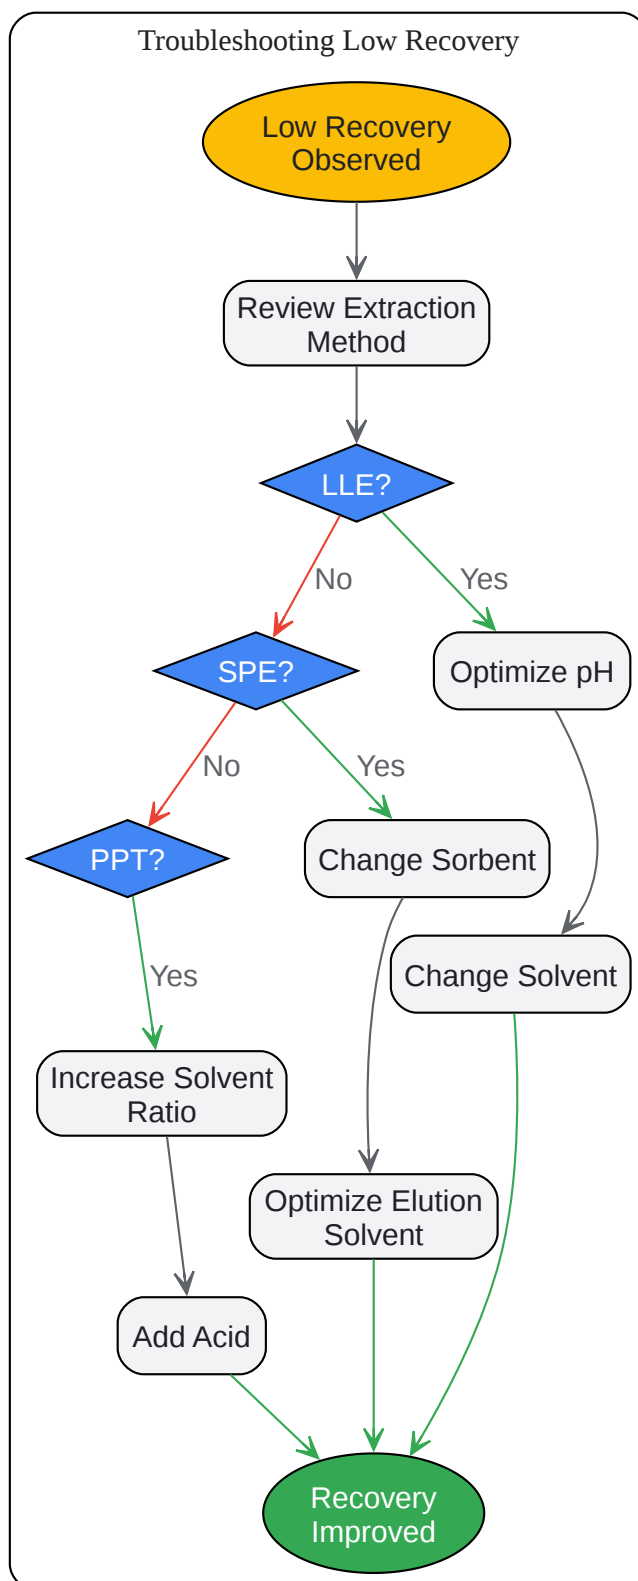 Troubleshooting Low Recovery
Low Recovery
Observed
Review Extraction
Method
LLE?
No
Yes
SPE?
Optimize pH
No
Yes
PPT?
Change Sorbent
Change Solvent
Yes
Increase Solvent
Ratio
Optimize Elution
Solvent
Add Acid
Recovery
Improved